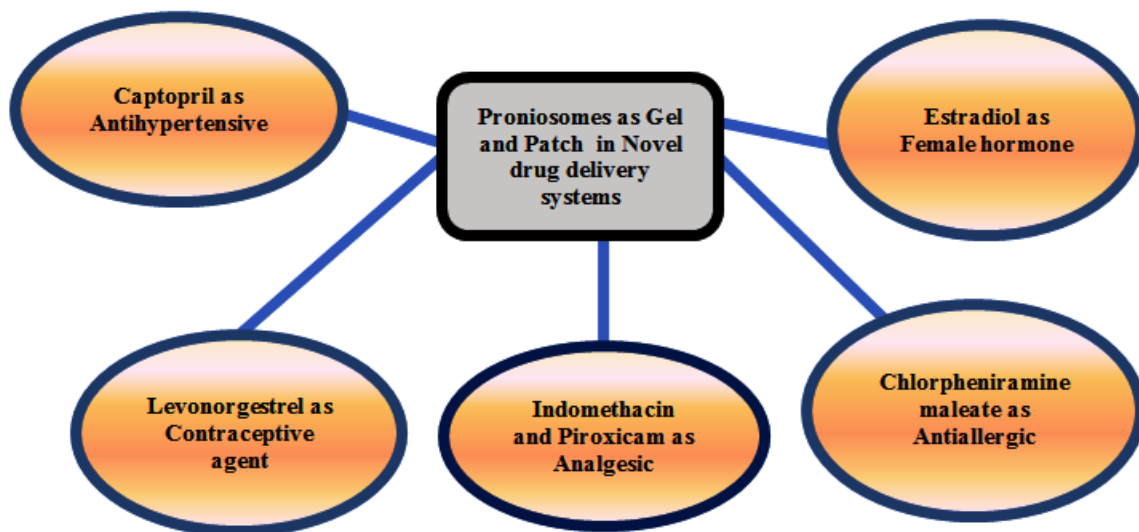 Captopril as
Antihypertensive
Proniosomes as Gel
and Patch in Novel
drug delivery
systems
Estradiol as
Female hormone
Levonorgestrel as
Contraceptive
agent
Indomethacin
and Piroxicam as
Analgesic
Chlorpheniramine
maleate as
Antiallergic